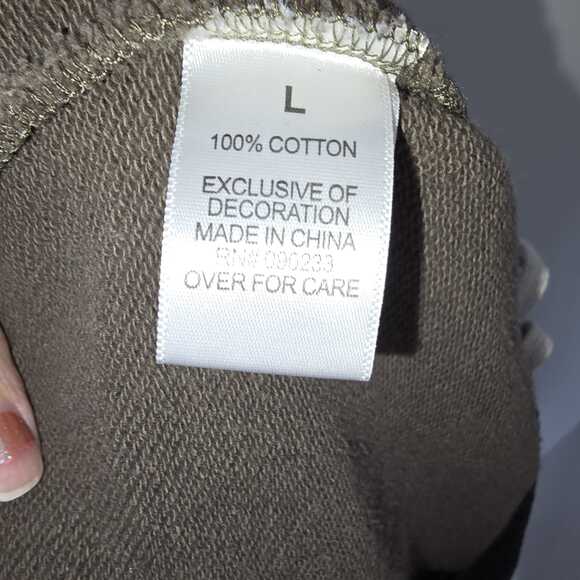 L
100% COTTON
EXCLUSIVE OF
DECORATION
MADE IN CHINA
RN# 090233
OVER FOR CARE